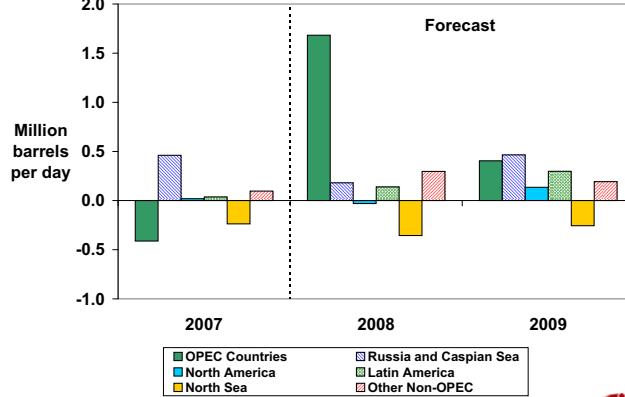 2.0
Forecast
1.5
1.0
Million
barrels
per day
0.5
0.0
-0.5
-1.0
2007 2008 2009
OPEC Countries Russia and Caspian Sea
North America Latin America
North Sea Other Non-OPEC